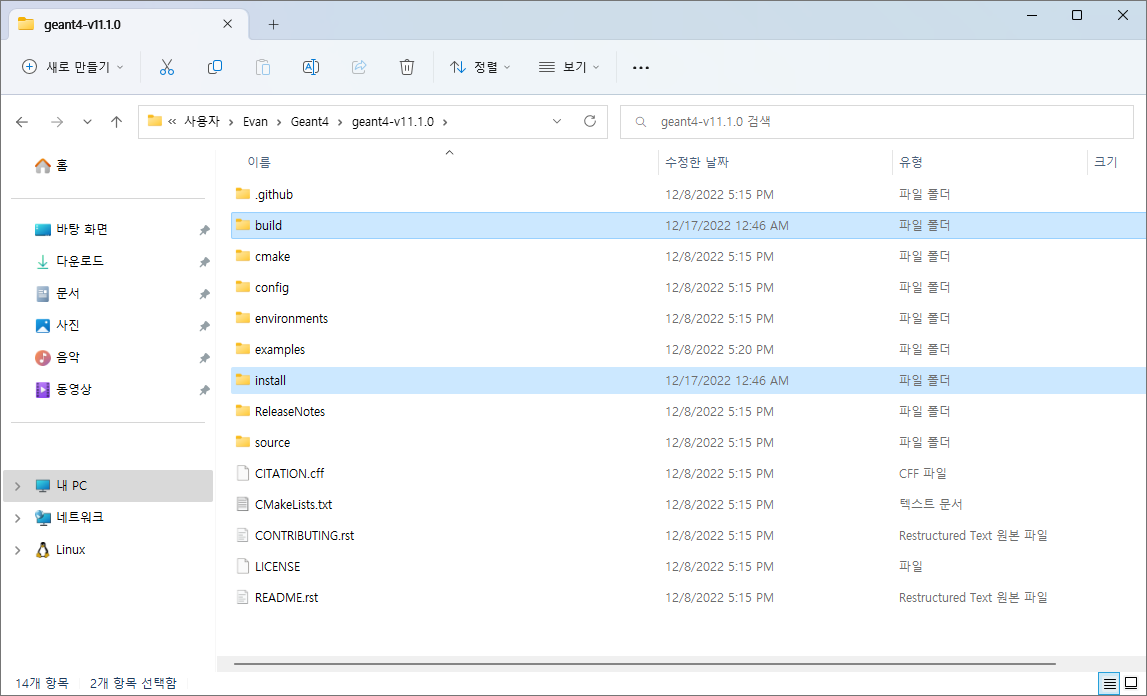 geant4-v11.1.0
새로 만들기 정렬 보기
« 사용자 › Evan › Geant4 › geant4-v11.1.0 › geant4-v11.1.0 검색
홈
바탕 화면
다운로드
문서
사진
음악
동영상
내 PC
네트워크
Linux
이름 수정한 날짜 유형 크기
.github 12/8/2022 5:15 PM 파일 폴더
build 12/17/2022 12:46 AM 파일 폴더
cmake 12/8/2022 5:15 PM 파일 폴더
config 12/8/2022 5:15 PM 파일 폴더
environments 12/8/2022 5:15 PM 파일 폴더
examples 12/8/2022 5:20 PM 파일 폴더
install 12/17/2022 12:46 AM 파일 폴더
ReleaseNotes 12/8/2022 5:15 PM 파일 폴더
source 12/8/2022 5:15 PM 파일 폴더
CITATION.cff 12/8/2022 5:15 PM CFF 파일
CMakeLists.txt 12/8/2022 5:15 PM 텍스트 문서
CONTRIBUTING.rst 12/8/2022 5:15 PM Restructured Text 원본 파일
LICENSE 12/8/2022 5:15 PM 파일
README.rst 12/8/2022 5:15 PM Restructured Text 원본 파일
14개 항목 2개 항목 선택함